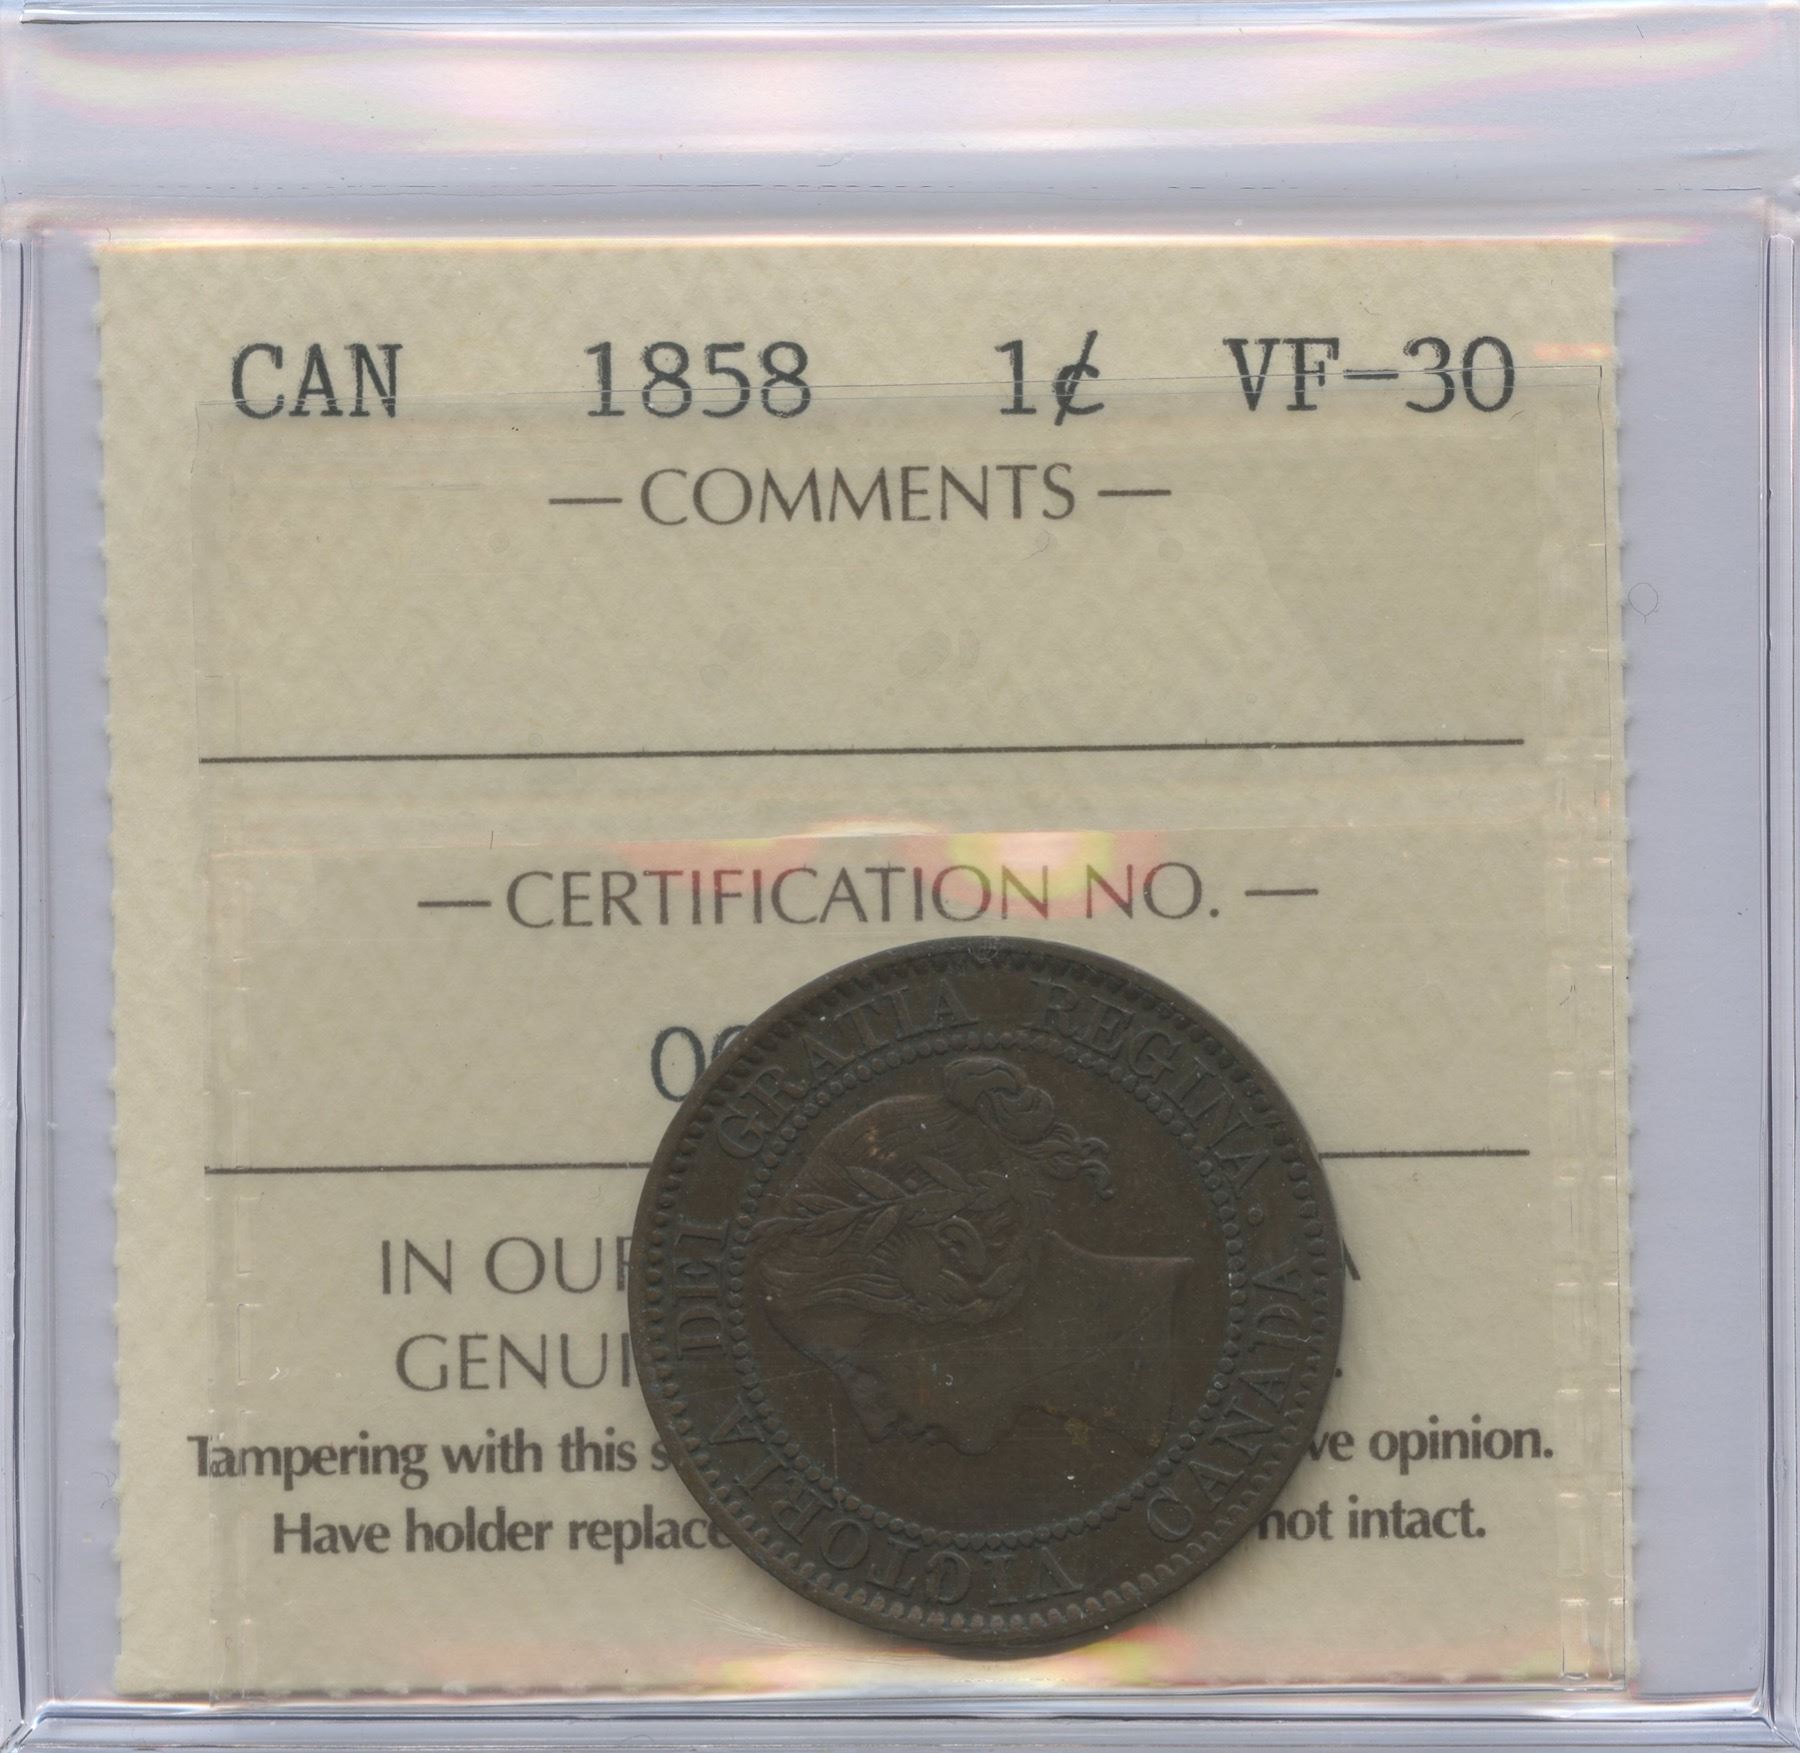 CAN 1858 1¢ VF-30
— COMMENTS —
— CERTIFICATION NO. —
IN OUR
GENUI
.
Tampering with this s ve opinion.
Have holder replace not intact.
VICTORIA DEI GRATIA REGINA. CANADA